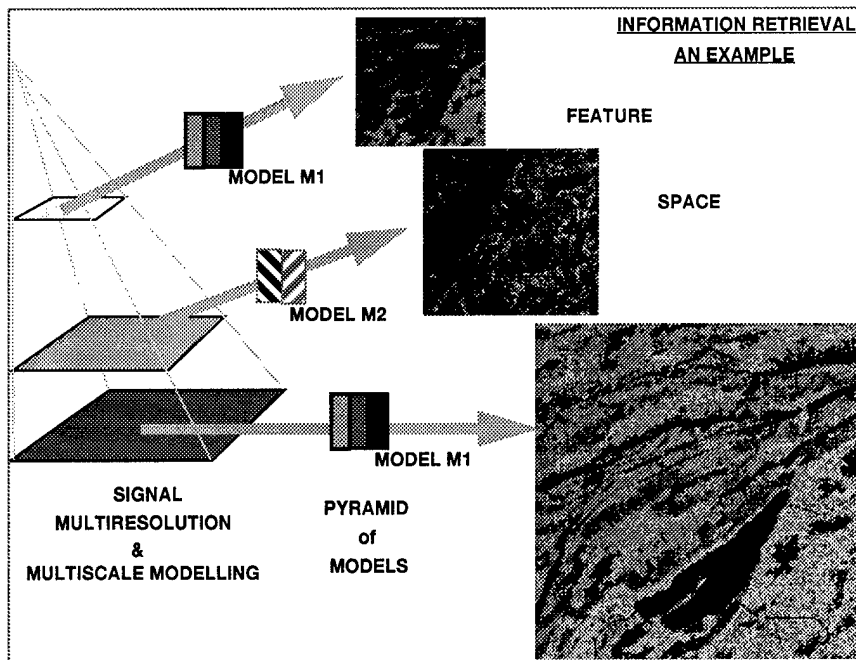 INFORMATION RETRIEVAL
AN EXAMPLE
FEATURE
MODEL M1
SPACE
MODEL M2
MODEL M1
SIGNAL
MULTIRESOLUTION
&
MULTISCALE MODELLING
PYRAMID
of
MODELS